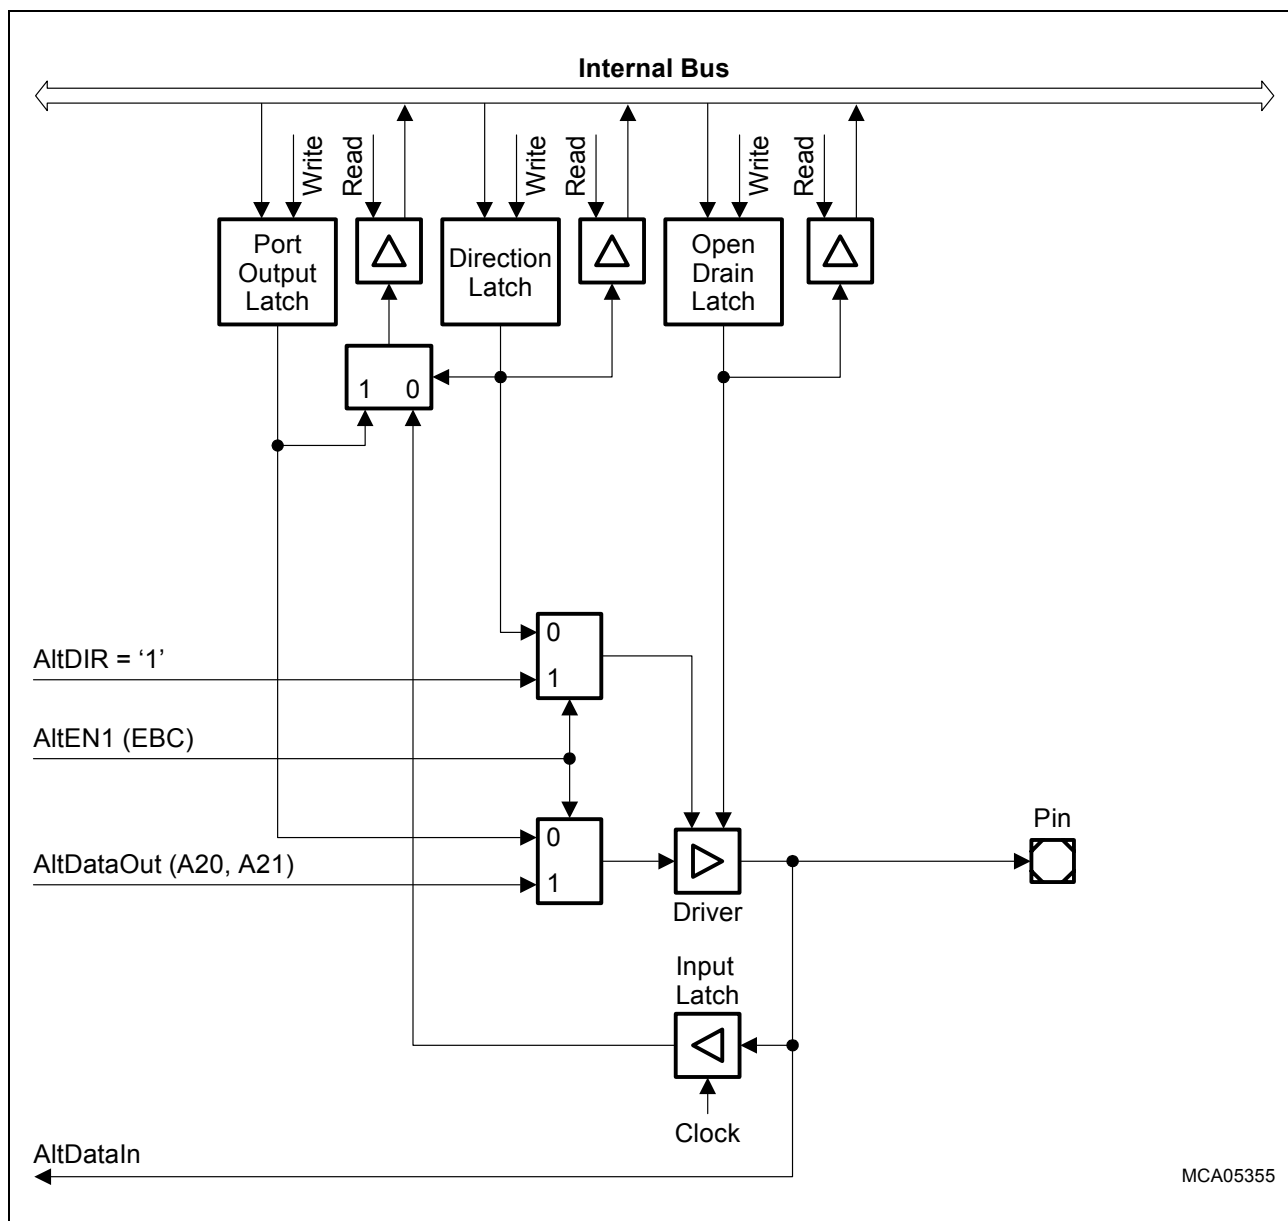 Internal Bus
Write
Read
Write
Read
Write
Read
Port
Output
Latch
Direction
Latch
Open
Drain
Latch
1 0
0
AltDIR = ‘1’
1
AltEN1 (EBC)
Pin
0
AltDataOut (A20, A21)
1
Driver
Input
Latch
Clock
AltDataIn
MCA05355